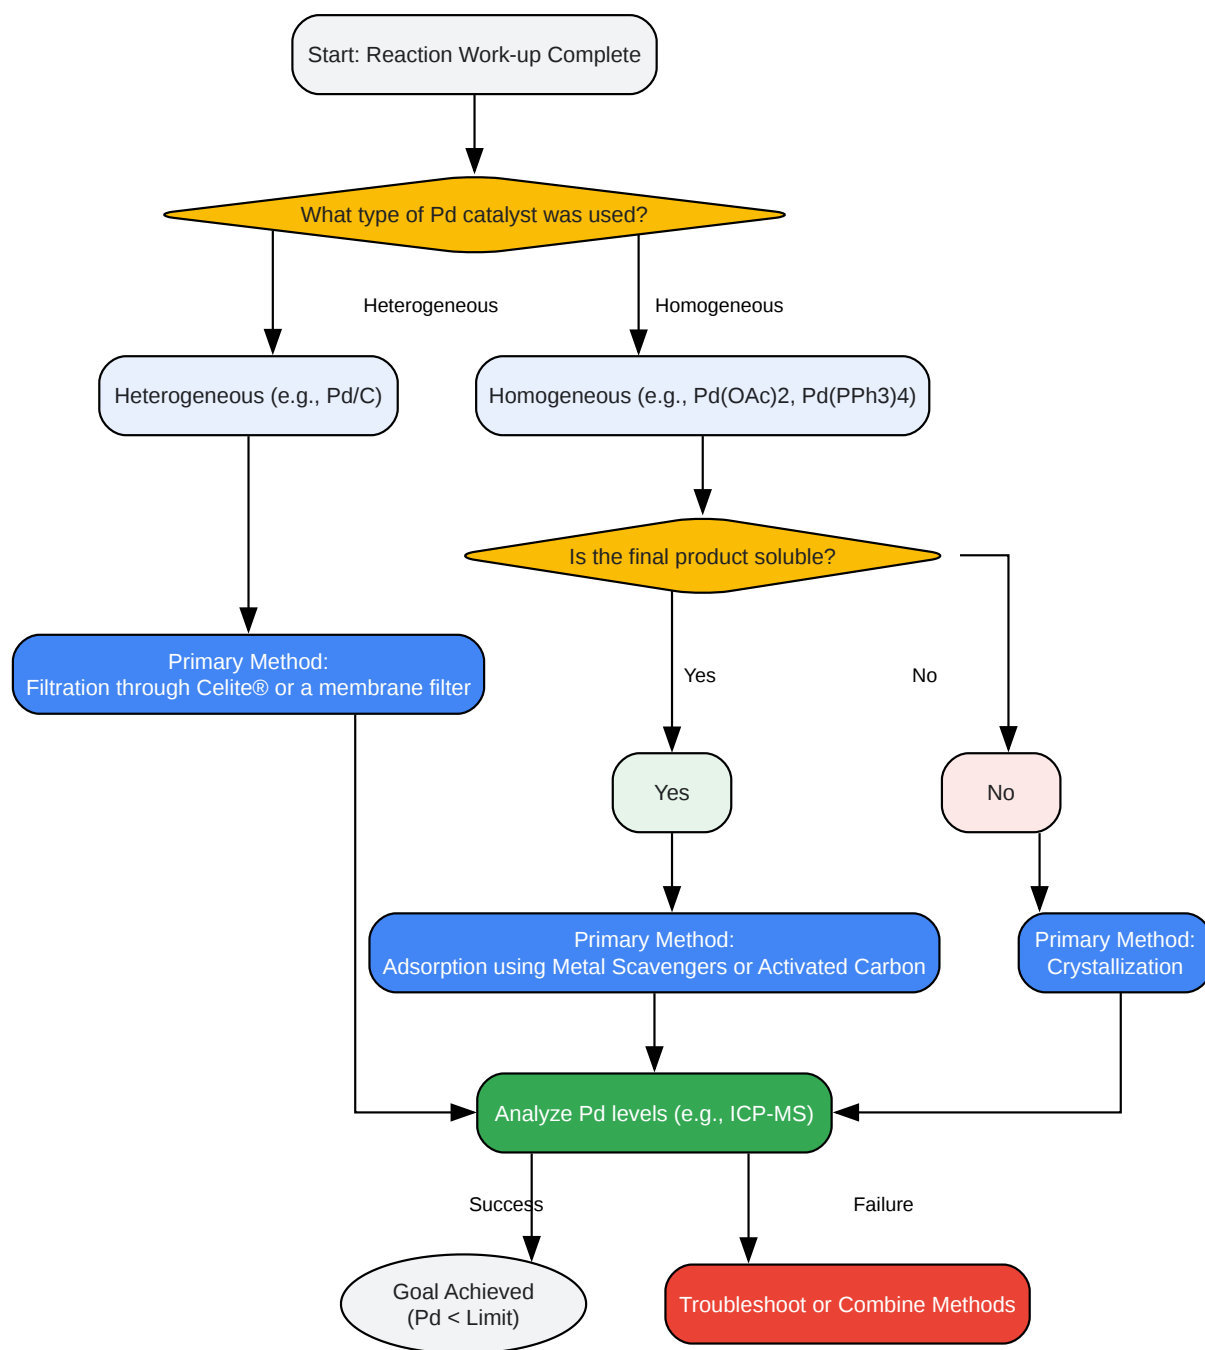 Start: Reaction Work-up Complete
What type of Pd catalyst was used?
Heterogeneous
Homogeneous
Heterogeneous (e.g., Pd/C)
Homogeneous (e.g., Pd(OAc)2, Pd(PPh3)4)
Is the final product soluble?
Primary Method:
Filtration through Celite® or a membrane filter
Yes
No
Yes
No
Primary Method:
Adsorption using Metal Scavengers or Activated Carbon
Primary Method:
Crystallization
Analyze Pd levels (e.g., ICP-MS)
Success
Failure
Goal Achieved
(Pd < Limit)
Troubleshoot or Combine Methods